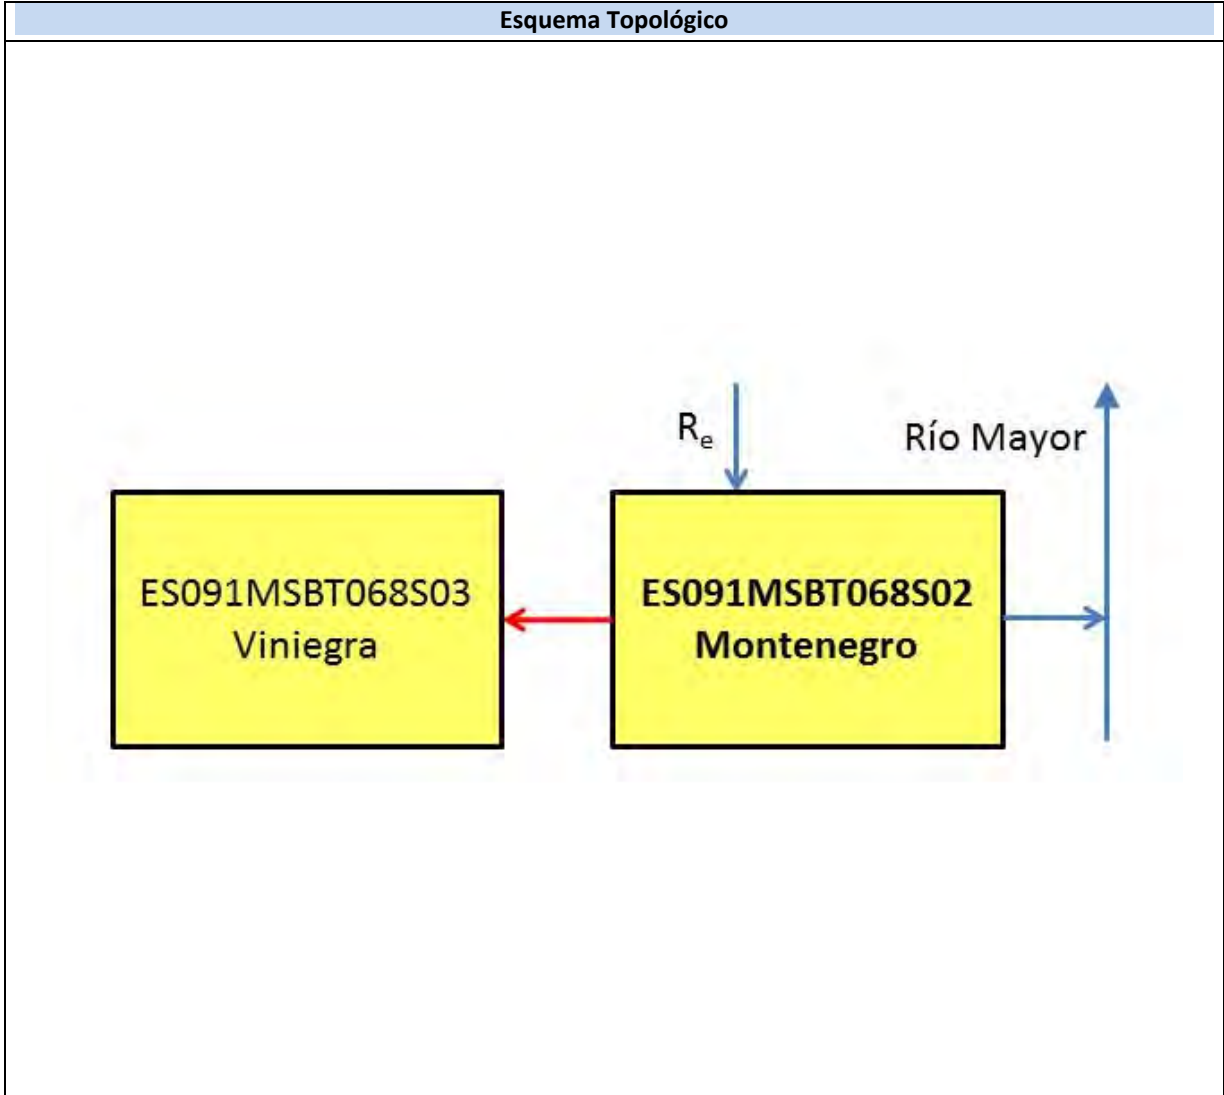 Esquema Topológico
Rₑ
Río Mayor
ES091MSBT068S03
Viniegra
ES091MSBT068S02
Montenegro